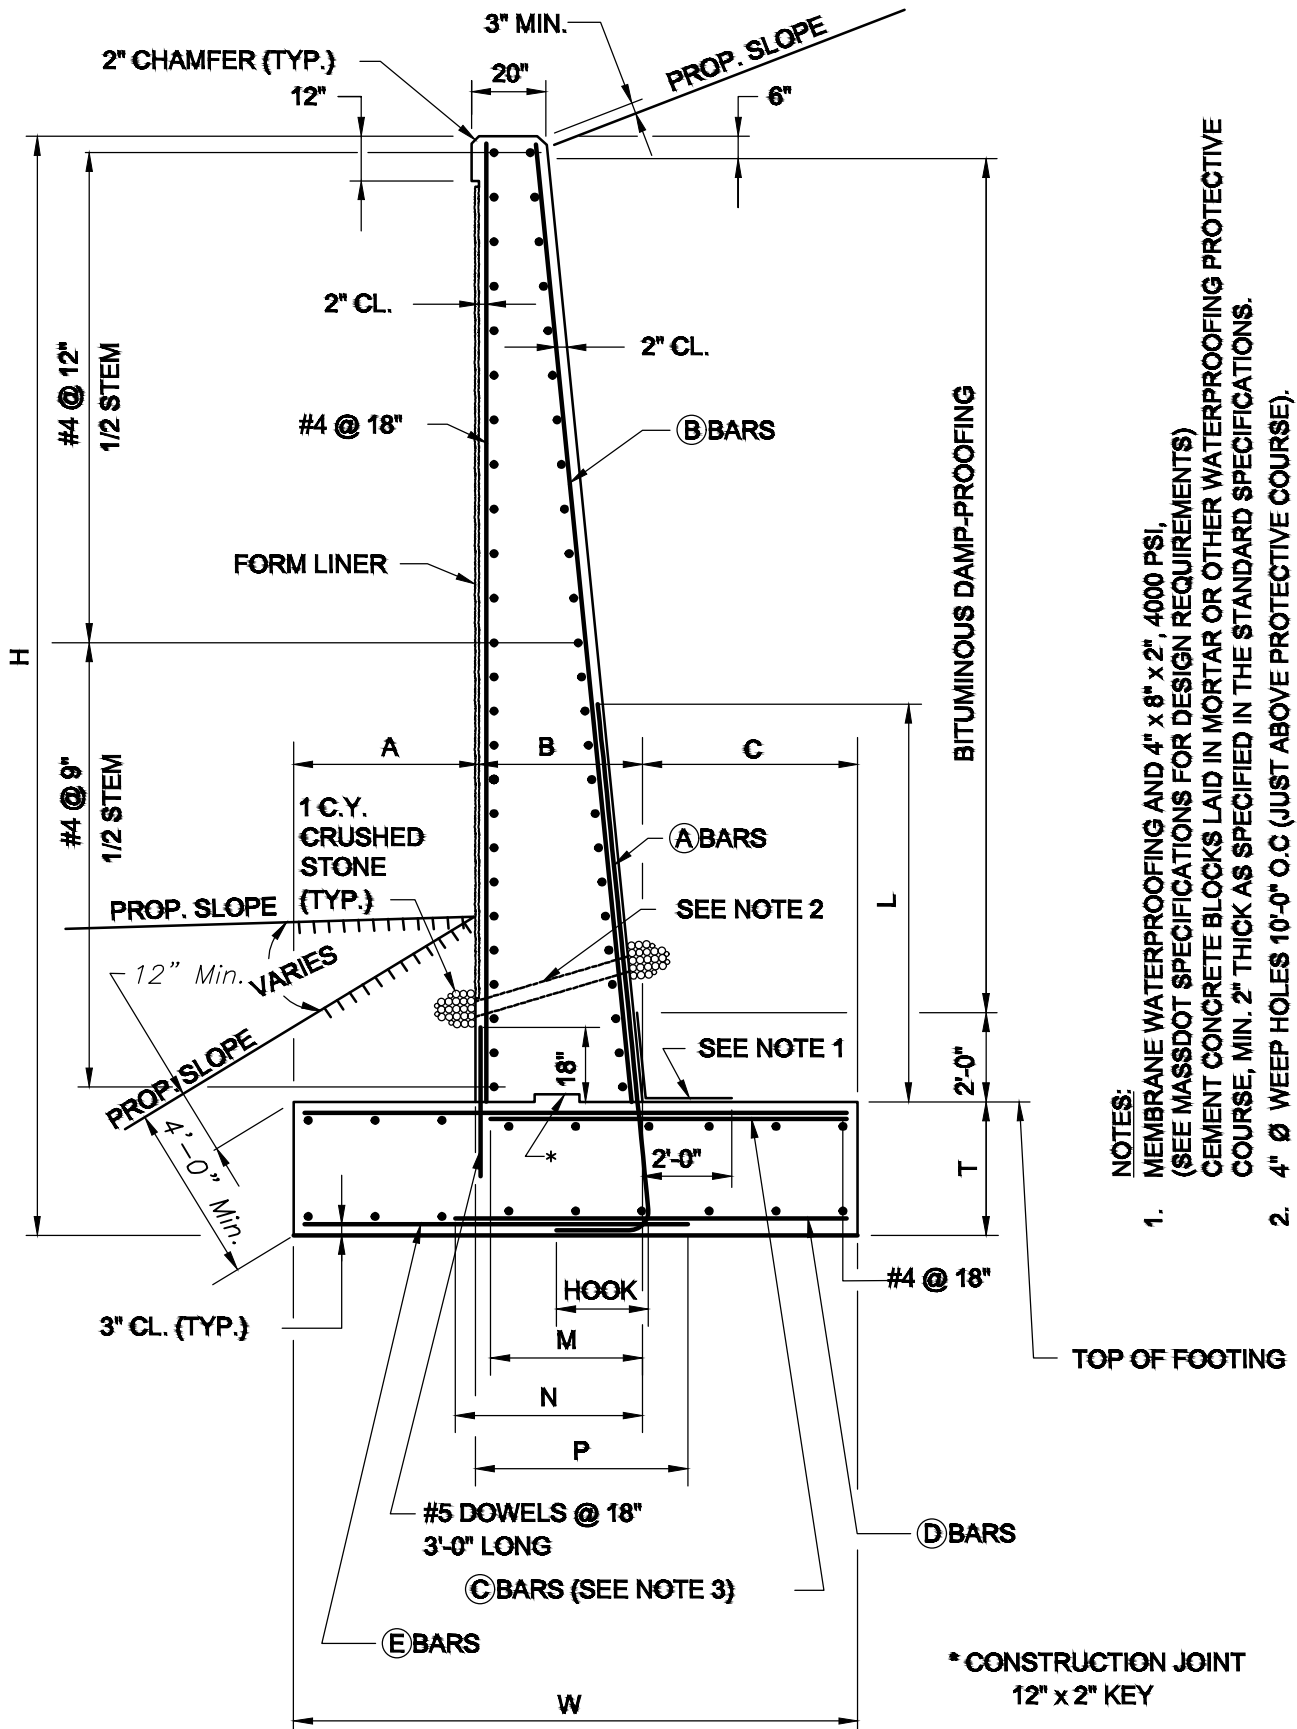 3" MIN.
2" CHAMFER (TYP.)
PROP. SLOPE
20"
12"
6"
2" CL.
2" CL.
#4 @ 12"
1/2 STEM
#4 @ 18"
Ⓑ BARS
BITUMINOUS DAMP-PROOFING
FORM LINER
H
A
B
C
#4 @ 9"
1/2 STEM
1 C.Y.
CRUSHED
STONE
(TYP.)
Ⓐ BARS
L
PROP. SLOPE
SEE NOTE 2
12" Min.
VARIES
PROP. SLOPE
SEE NOTE 1
18"
2'-0"
4'-0" Min.
*
2'-0"
T
#4 @ 18"
HOOK
3" CL. (TYP.)
M
TOP OF FOOTING
N
P
#5 DOWELS @ 18"
3'-0" LONG
Ⓓ BARS
Ⓒ BARS (SEE NOTE 3)
Ⓔ BARS
* CONSTRUCTION JOINT
12" x 2" KEY
W
NOTES:
1. MEMBRANE WATERPROOFING AND 4" x 8" x 2", 4000 PSI,
(SEE MASSDOT SPECIFICATIONS FOR DESIGN REQUIREMENTS)
CEMENT CONCRETE BLOCKS LAID IN MORTAR OR OTHER WATERPROOFING PROTECTIVE
COURSE, MIN. 2" THICK AS SPECIFIED IN THE STANDARD SPECIFICATIONS.
2. 4" Ø WEEP HOLES 10'-0" O.C (JUST ABOVE PROTECTIVE COURSE).